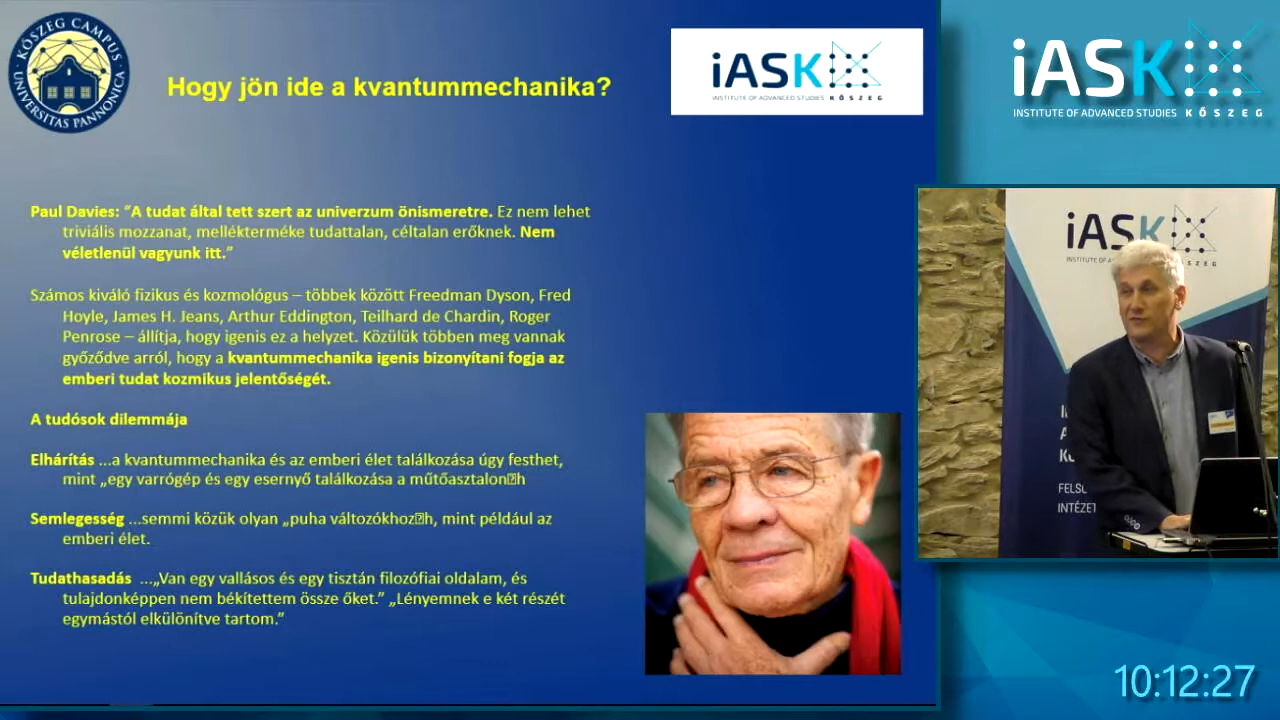 KŐSZEG CAMPUS
UNIVERSITAS PANNONICA
Hogy jön ide a kvantummechanika?
iASK
INSTITUTE OF ADVANCED STUDIES KŐSZEG
iASK
INSTITUTE OF ADVANCED STUDIES KŐSZEG
Paul Davies: “A tudat által tett szert az univerzum önismeretre. Ez nem lehet
triviális mozzanat, mellékterméke tudattalan, céltalan erőknek. Nem
véletlenül vagyunk itt.”
Számos kiváló fizikus és kozmológus – többek között Freedman Dyson, Fred
Hoyle, James H. Jeans, Arthur Eddington, Teilhard de Chardin, Roger
Penrose – állítja, hogy igenis ez a helyzet. Közülük többen meg vannak
győződve arról, hogy a kvantummechanika igenis bizonyítani fogja az
emberi tudat kozmikus jelentőségét.
A tudósok dilemmája
Elhárítás ...a kvantummechanika és az emberi élet találkozása úgy festhet,
mint „egy varrógép és egy esernyő találkozása a műtőasztalon⍰h
Semlegesség ...semmi közük olyan „puha változókhoz⍰h, mint például az
emberi élet.
Tudathasadás ...„Van egy vallásos és egy tisztán filozófiai oldalam, és
tulajdonképpen nem békítettem össze őket.” „Lényemnek e két részét
egymástól elkülönítve tartom.”
iASK
INSTITUTE OF
SZEG
FELS
INTÉZET
10:12:27